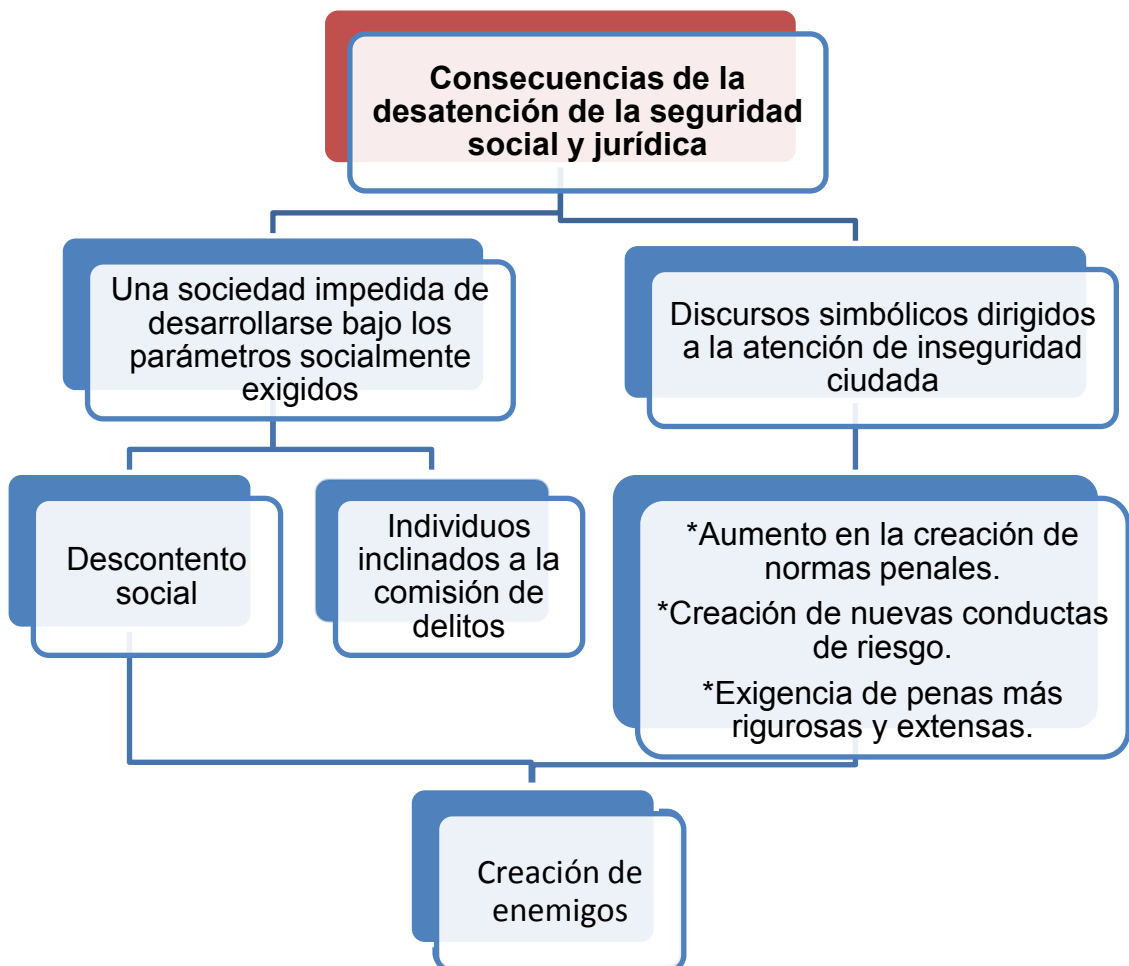 Consecuencias de la
desatención de la seguridad
social y jurídica
Una sociedad impedida de
desarrollarse bajo los
parámetros socialmente
exigidos
Discursos simbólicos dirigidos
a la atención de inseguridad
ciudada
Descontento
social
Individuos
inclinados a la
comisión de
delitos
*Aumento en la creación de
normas penales.
*Creación de nuevas conductas
de riesgo.
*Exigencia de penas más
rigurosas y extensas.
Creación de
enemigos